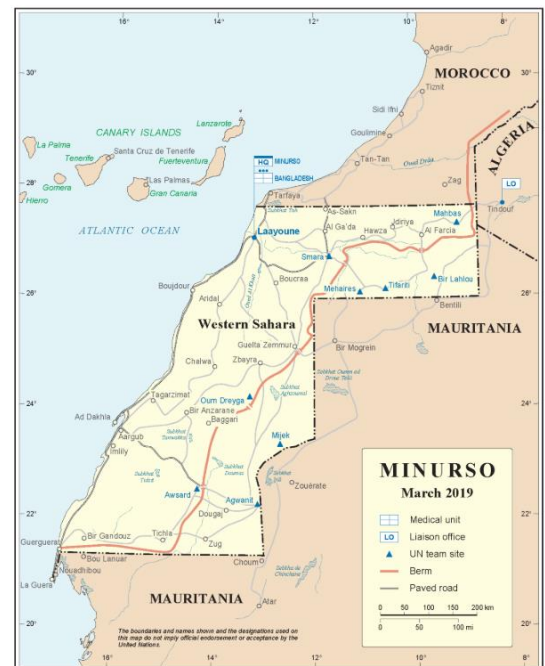 16°
14°
12°
10°
Agadir
30°
30°
MOROCCO
Tiznit
Sidi Ifni
Lanzarote
CANARY ISLANDS
Goulimine
La Palma
Santa Cruz de Tenerife
Tenerife
Fuerteventura
HQ MINURSO
BANGLADESH
Tan-Tan
Oued Drâa
ALGERIA
Las Palmas
Zag
LO
28°
28°
Gomera
Gran Canaria
Tarfaya
Hierro
Tindouf
As-Sakn
Mahbas
Idiriya
ATLANTIC OCEAN
Laayoune
Al Ga'da
Hawza
Al Farcia
Smara
Bir Lahlou
Boucraa
Mehaires
Tifariti
Boujdour
26°
26°
Aridal
Bentili
Western Sahara
MAURITANIA
Guelta Zemmur
Bir Mogrein
Chalwa
Zbayra
Tagarzimat
Oum Dreyga
24°
24°
Bir Anzarane
Ad Dakhla
Baggari
Aargub
Mijek
Imlily
MINURSO
March 2019
Zouérate
Awsard
Agwanit
Medical unit
Dougaj
LO Liaison office
22°
22°
UN team site
Guerguerat
Bir Gandouz
Tichla
Zug
Berm
Bou Lanuar
Choum
Paved road
Nouadhibou
La Guera
0 50 100 150 200 km
MAURITANIA
Atar
0 50 100 mi
20°
20°
The boundaries and names shown and the designations used on
this map do not imply official endorsement or acceptance by the
United Nations.
16°
14°
12°
10°